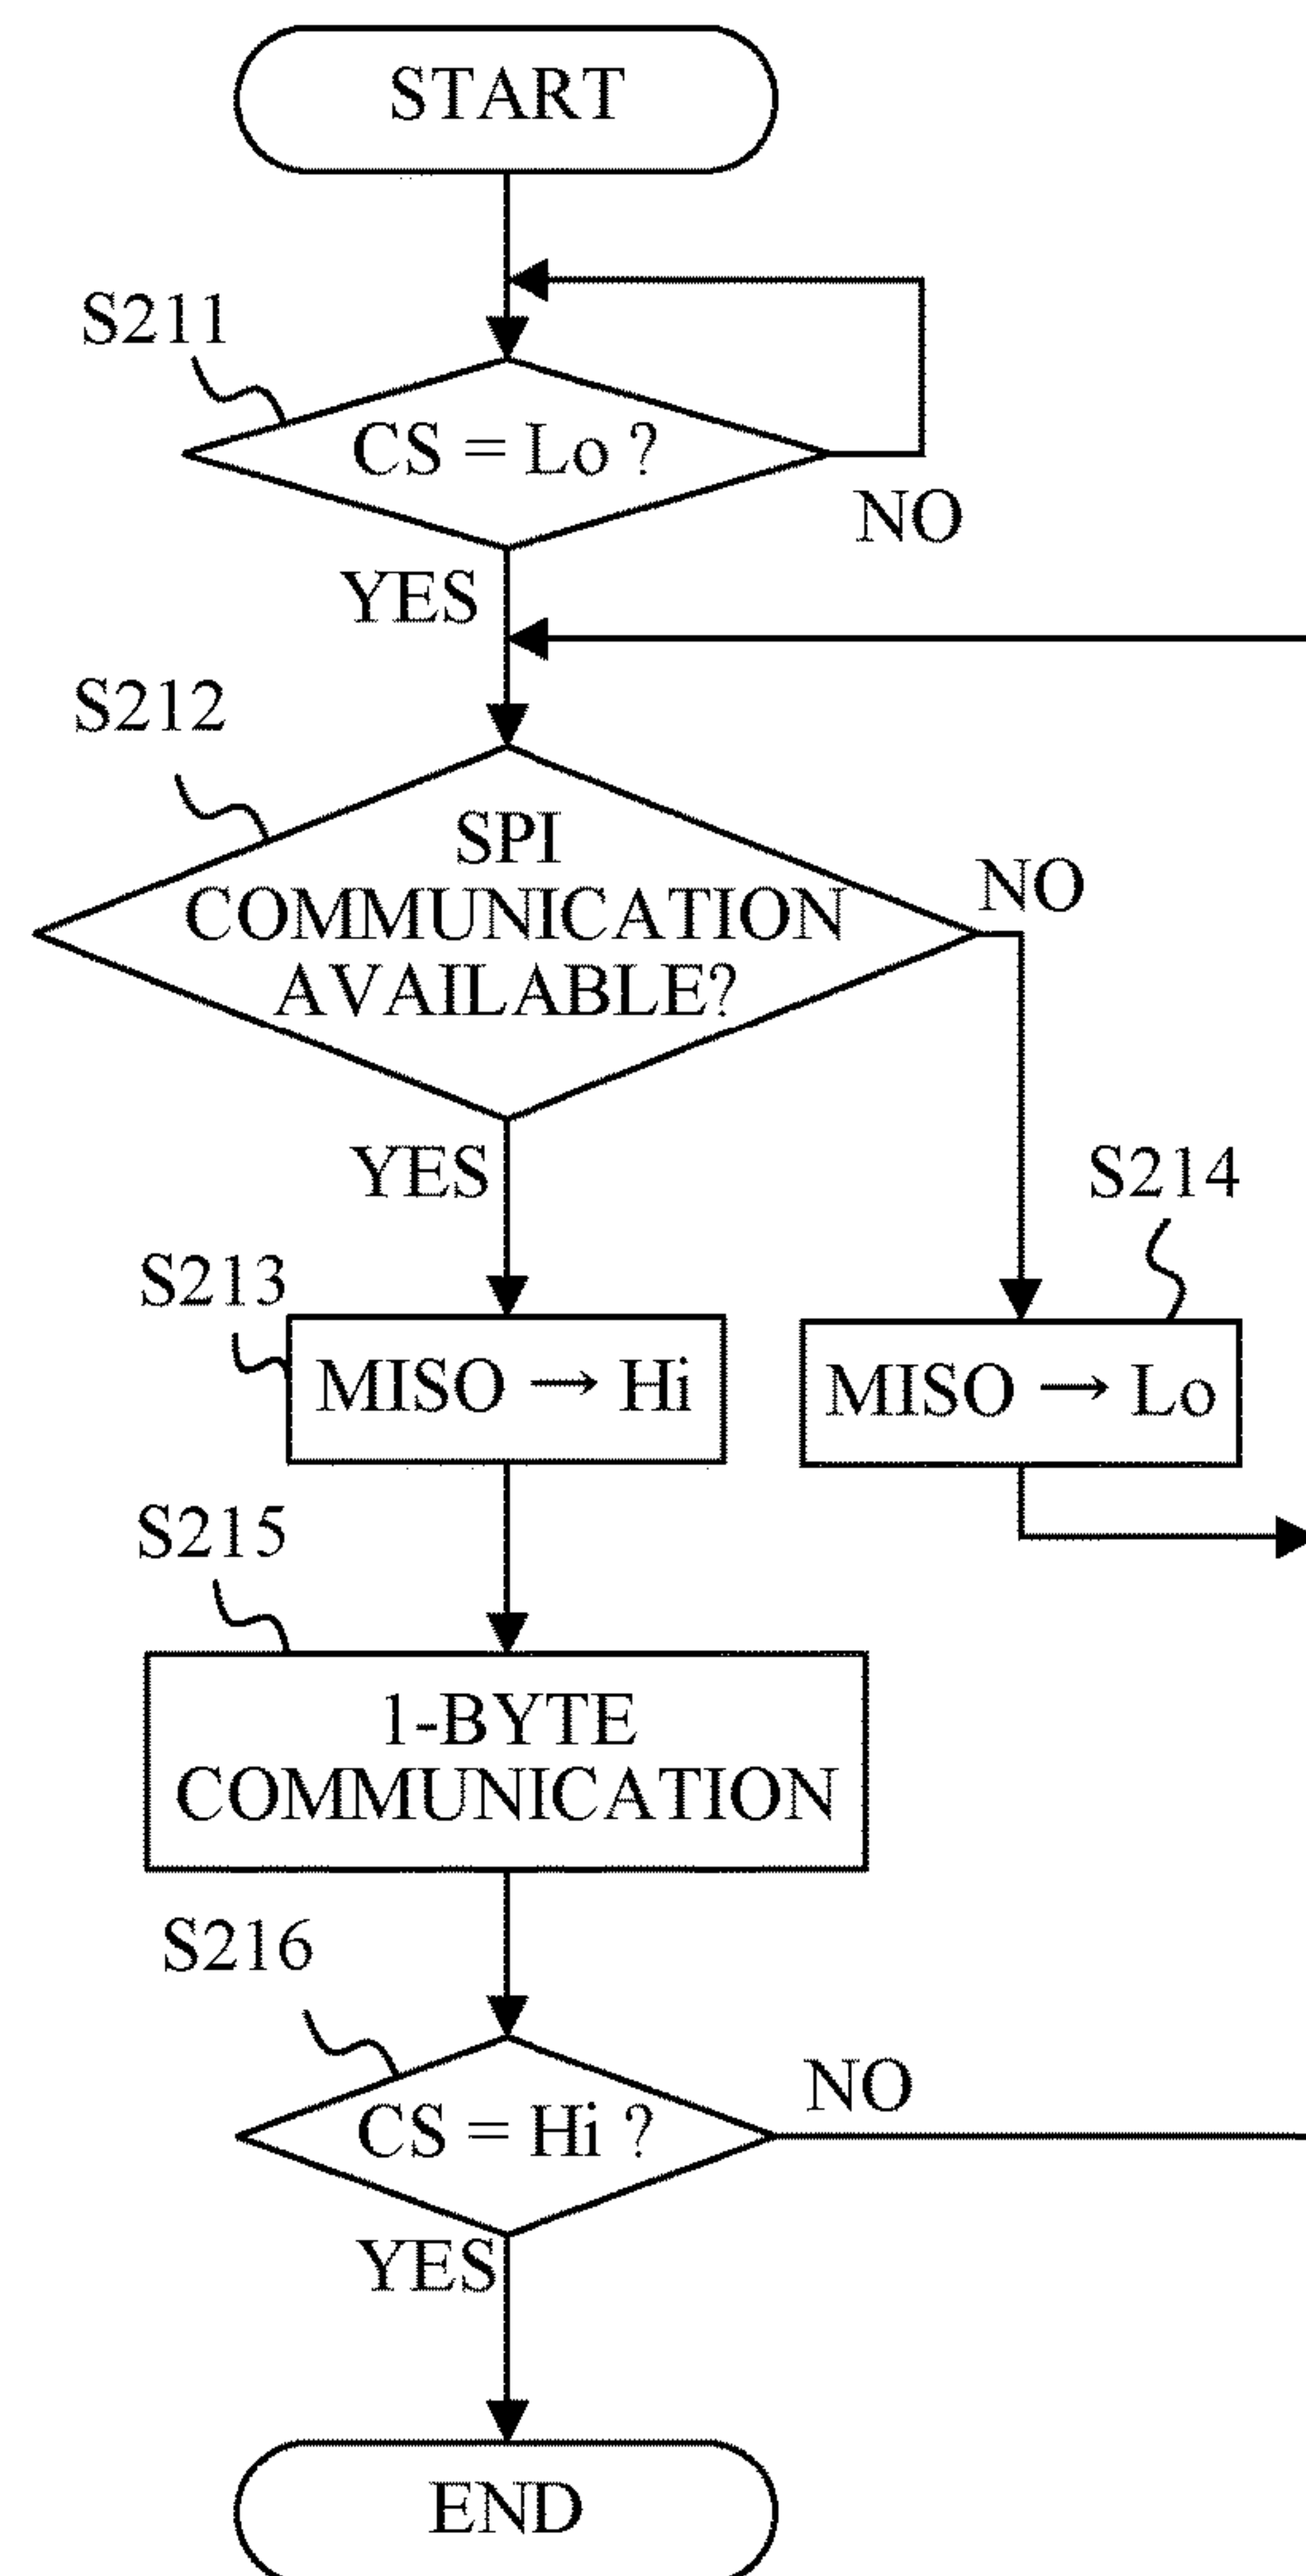 START
S211
CS = Lo ?
NO
YES
S212
SPI
COMMUNICATION
AVAILABLE?
NO
YES
S214
S213
MISO → Hi
MISO → Lo
S215
1-BYTE
COMMUNICATION
S216
CS = Hi ?
NO
YES
END